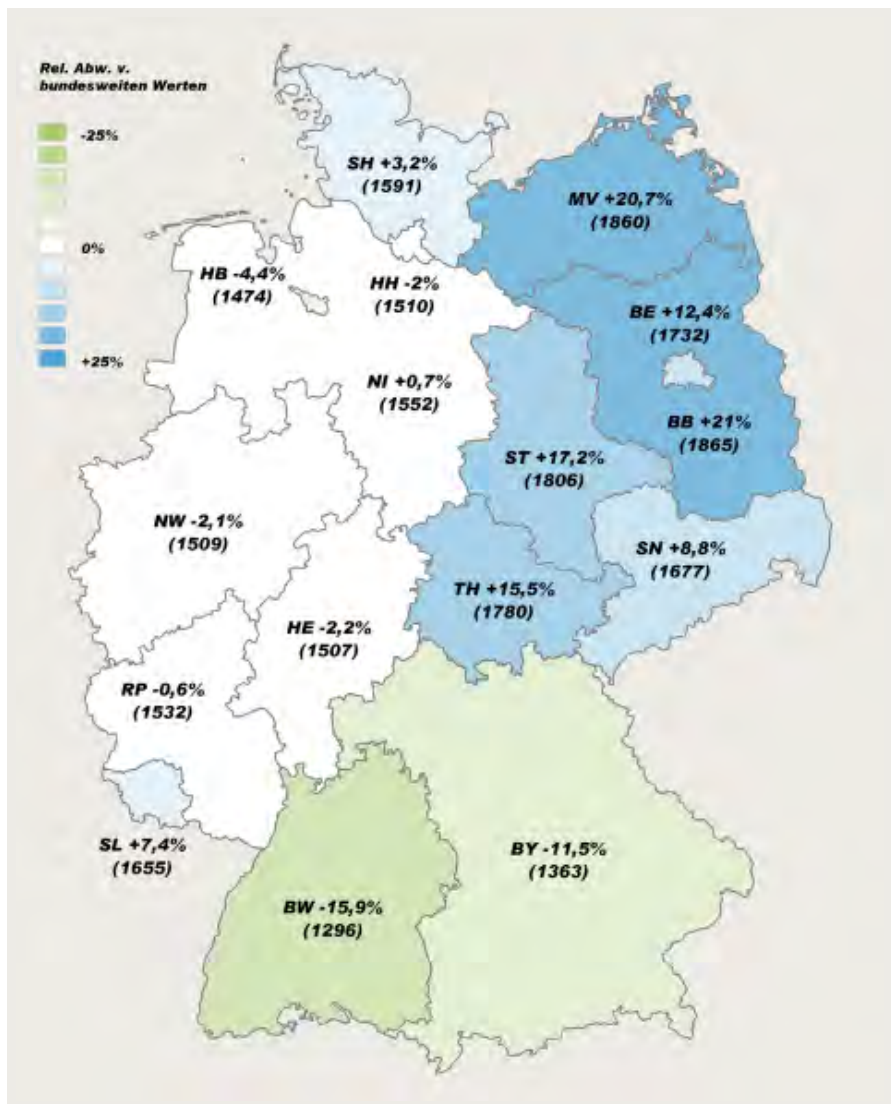 Rel. Abw. v.
bundesweiten Werten
-25%
0%
+25%
SH +3,2%
(1591)
MV +20,7%
(1860)
HB -4,4%
(1474)
HH -2%
(1510)
BE +12,4%
(1732)
NI +0,7%
(1552)
BB +21%
(1865)
ST +17,2%
(1806)
NW -2,1%
(1509)
SN +8,8%
(1677)
TH +15,5%
(1780)
HE -2,2%
(1507)
RP -0,6%
(1532)
SL +7,4%
(1655)
BY -11,5%
(1363)
BW -15,9%
(1296)